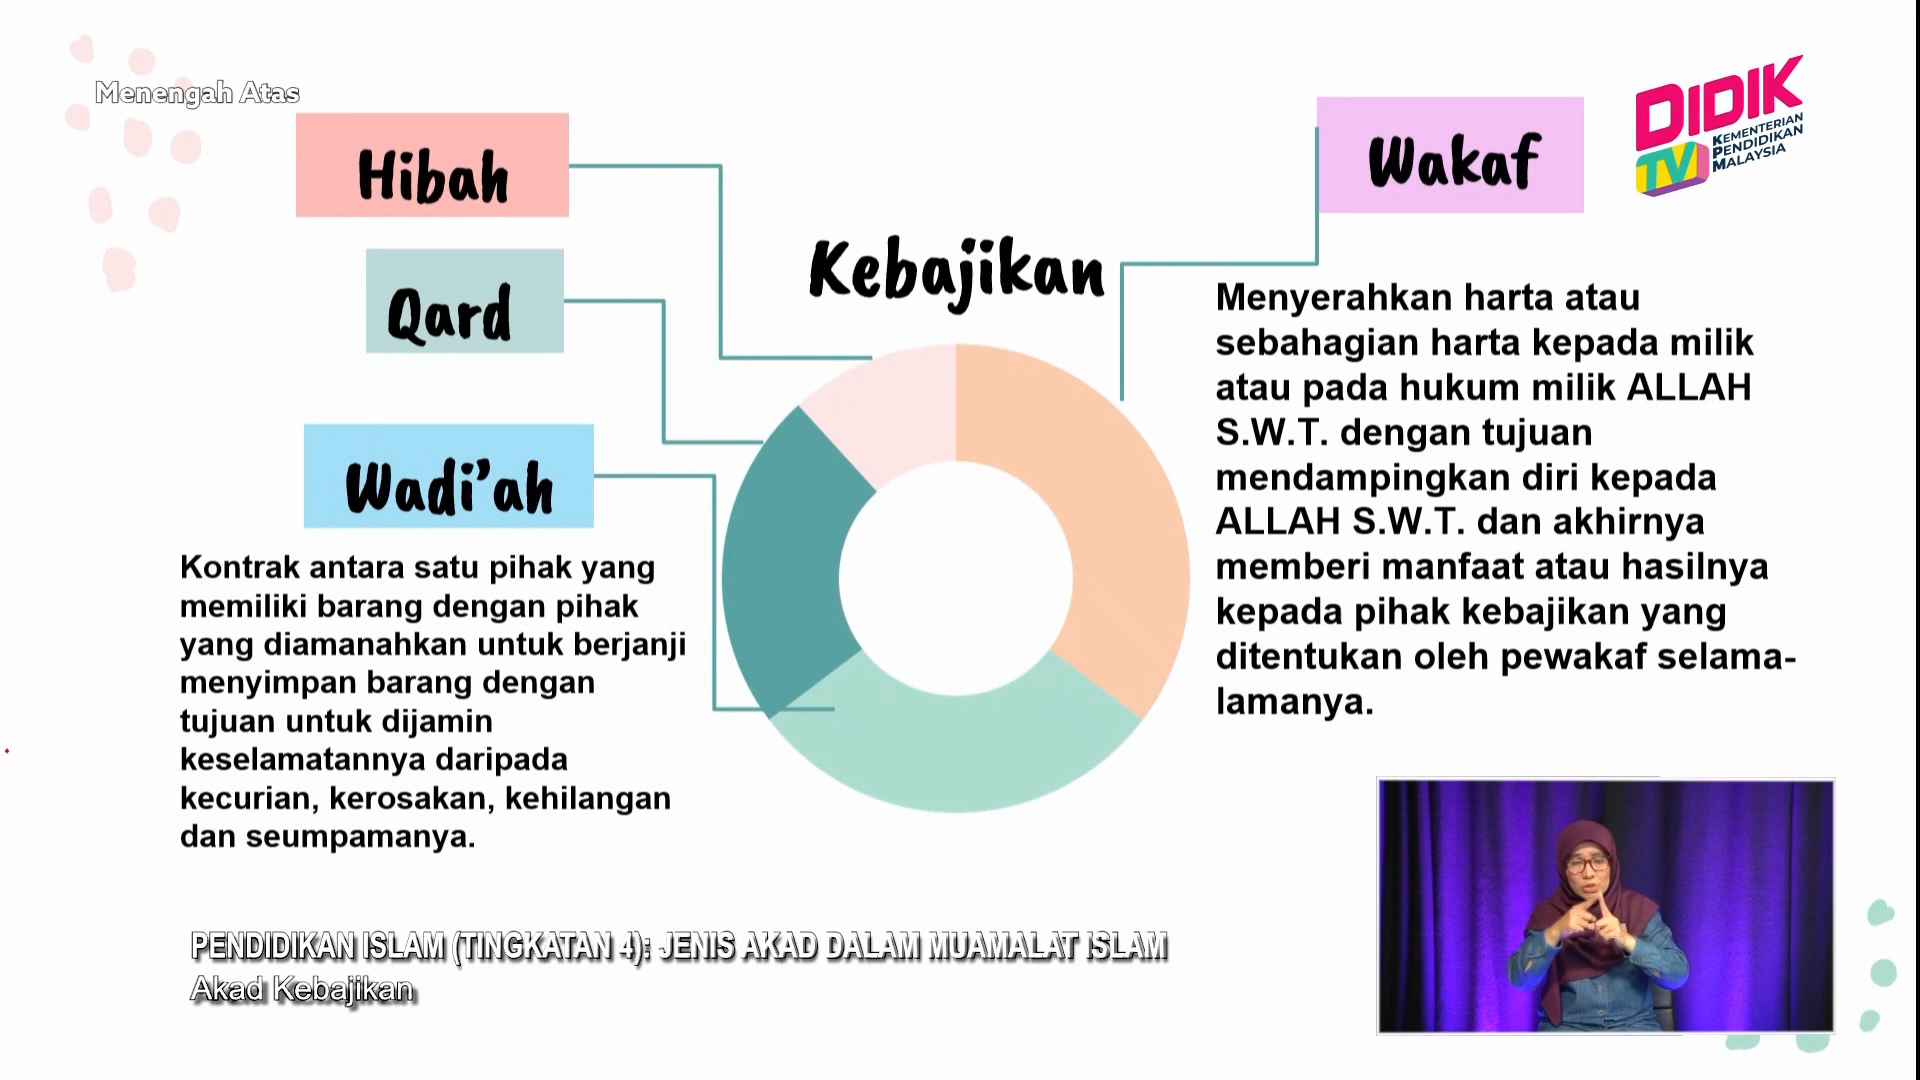 Menengah Atas
Hibah
Qard
Wadi'ah
Kontrak antara satu pihak yang
memiliki barang dengan pihak
yang diamanahkan untuk berjanji
menyimpan barang dengan
tujuan untuk dijamin
keselamatannya daripada
kecurian, kerosakan, kehilangan
dan seumpamanya.
Kebajikan
Wakaf
Menyerahkan harta atau
sebahagian harta kepada milik
atau pada hukum milik ALLAH
S.W.T. dengan tujuan
mendampingkan diri kepada
ALLAH S.W.T. dan akhirnya
memberi manfaat atau hasilnya
kepada pihak kebajikan yang
ditentukan oleh pewakaf selama-
lamanya.
DIDIK
TV
KEMENTERIAN
PENDIDIKAN
MALAYSIA
PENDIDIKAN ISLAM (TINGKATAN 4): JENIS AKAD DALAM MUAMALAT ISLAM
Akad Kebajikan